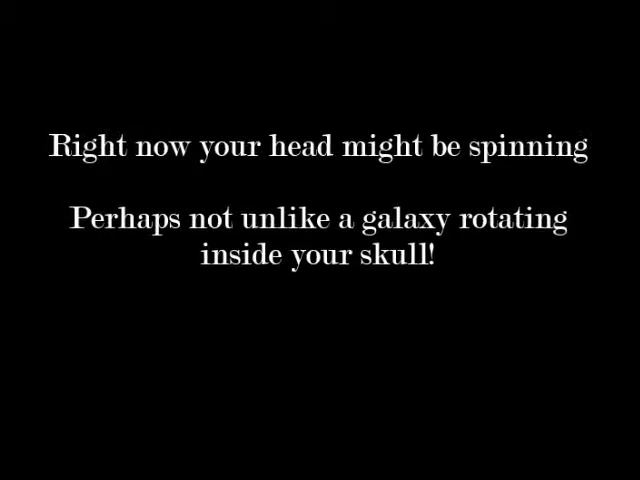 Right now your head might be spinning
Perhaps not unlike a galaxy rotating
inside your skull!